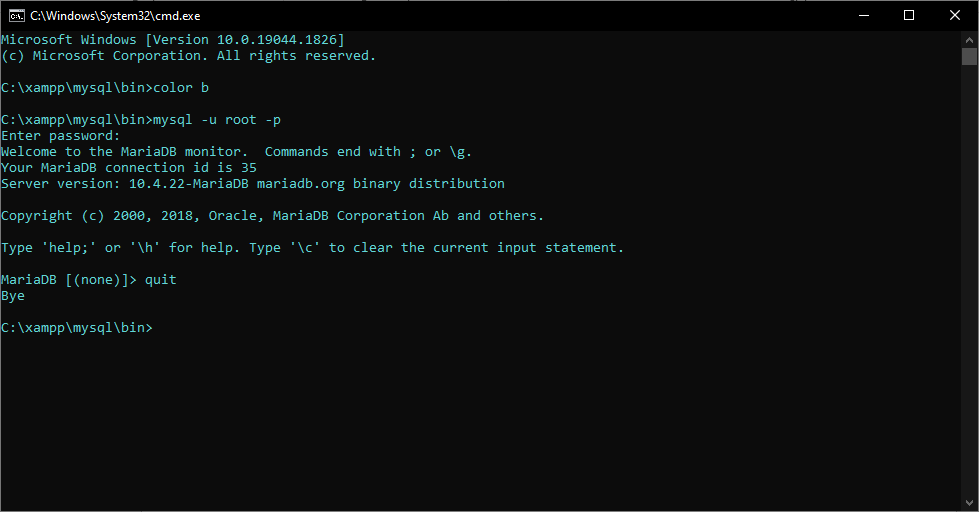 C:\Windows\System32\cmd.exe
Microsoft Windows [Version 10.0.19044.1826]
(c) Microsoft Corporation. All rights reserved.
C:\xampp\mysql\bin>color b
C:\xampp\mysql\bin>mysql -u root -p
Enter password:
Welcome to the MariaDB monitor.  Commands end with ; or \g.
Your MariaDB connection id is 35
Server version: 10.4.22-MariaDB mariadb.org binary distribution
Copyright (c) 2000, 2018, Oracle, MariaDB Corporation Ab and others.
Type 'help;' or '\h' for help. Type '\c' to clear the current input statement.
MariaDB [(none)]> quit
Bye
C:\xampp\mysql\bin>